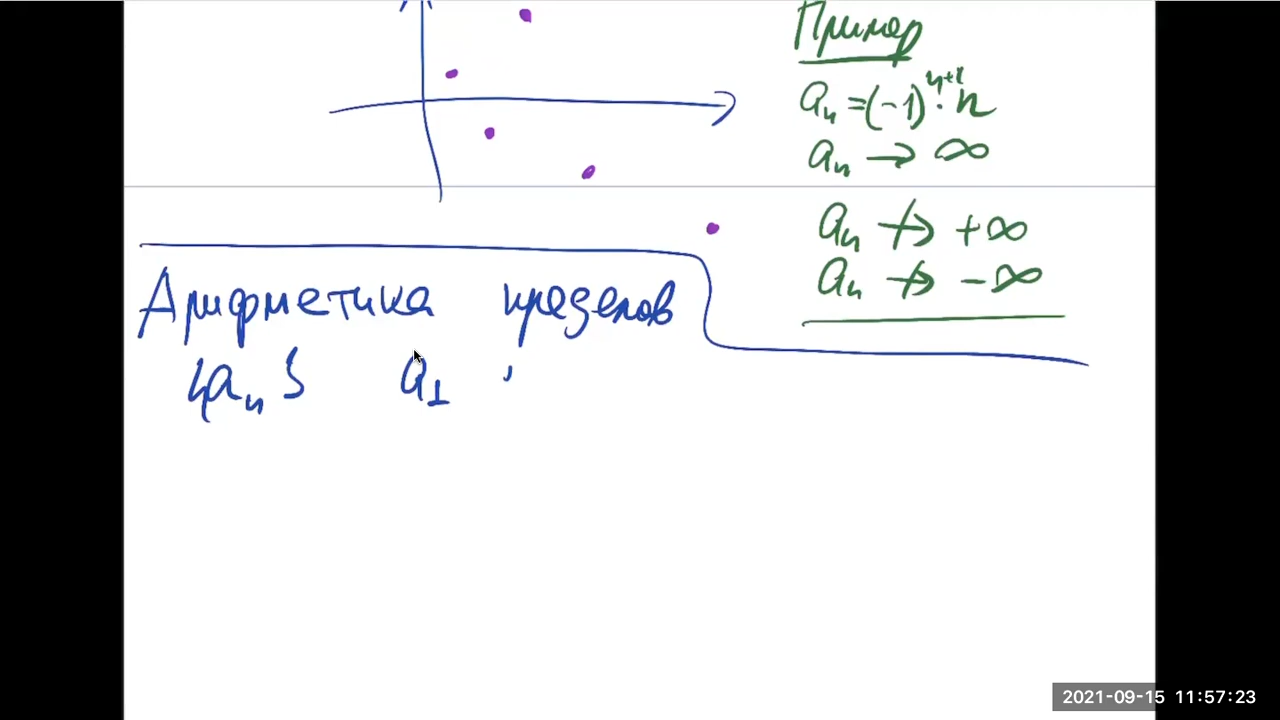 Пример
aₙ = (-1)ⁿ⁺¹ · n
aₙ → ∞
aₙ ↛ +∞
aₙ ↛ -∞
Арифметика пределов
{aₙ} a₁ ,
2021-09-15 11:57:23